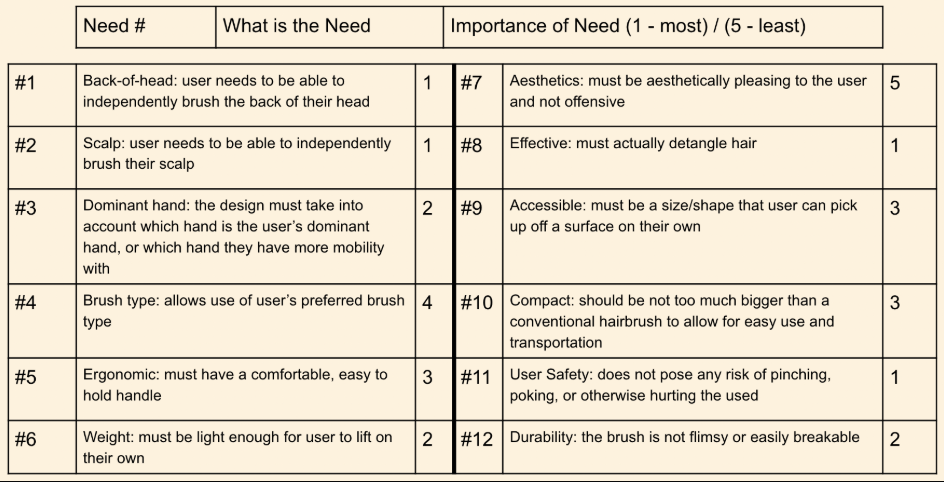 Need #
What is the Need
Importance of Need (1 - most) / (5 - least)
#1
Back-of-head: user needs to be able to
independently brush the back of their head
1
#7
Aesthetics: must be aesthetically pleasing to the user
and not offensive
5
#2
Scalp: user needs to be able to independently
brush their scalp
1
#8
Effective: must actually detangle hair
1
#3
Dominant hand: the design must take into
account which hand is the user’s dominant
hand, or which hand they have more mobility
with
2
#9
Accessible: must be a size/shape that user can pick
up off a surface on their own
3
#4
Brush type: allows use of user’s preferred brush
type
4
#10
Compact: should be not too much bigger than a
conventional hairbrush to allow for easy use and
transportation
3
#5
Ergonomic: must have a comfortable, easy to
hold handle
3
#11
User Safety: does not pose any risk of pinching,
poking, or otherwise hurting the used
1
#6
Weight: must be light enough for user to lift on
their own
2
#12
Durability: the brush is not flimsy or easily breakable
2